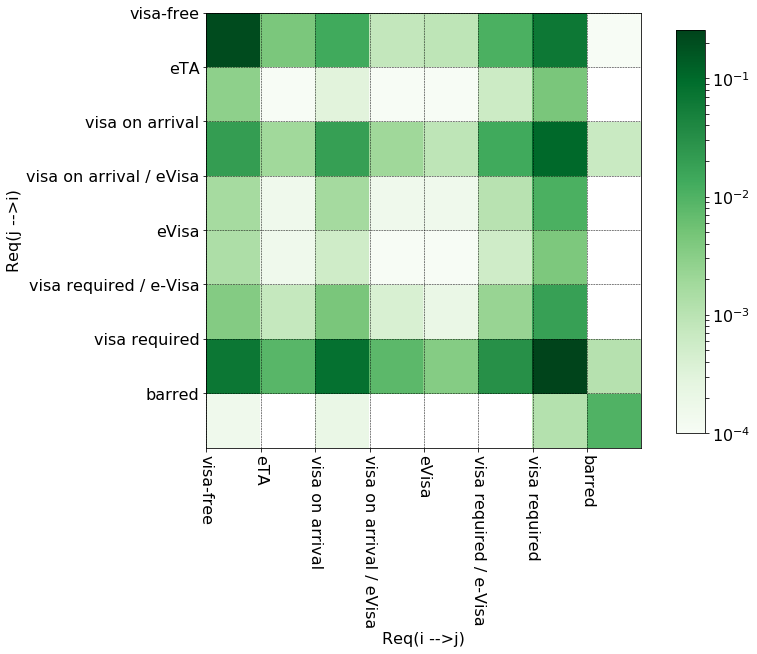 visa-free
eTA
visa on arrival
visa on arrival / eVisa
eVisa
visa required / e-Visa
visa required
barred
Req(j -->i)
visa-free
eTA
visa on arrival
visa on arrival / eVisa
eVisa
visa required / e-Visa
visa required
barred
Req(i -->j)
10⁻¹
10⁻²
10⁻³
10⁻⁴